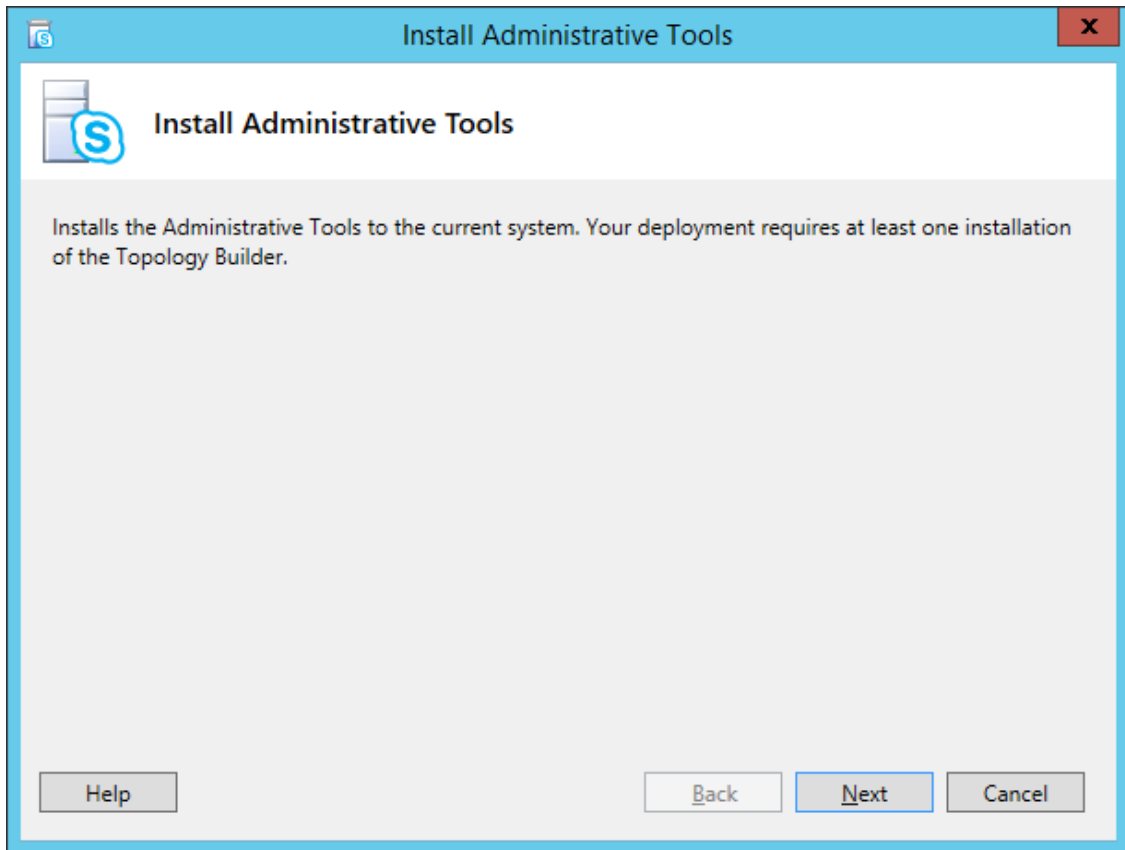 Install Administrative Tools
x
S
Install Administrative Tools
Installs the Administrative Tools to the current system. Your deployment requires at least one installation
of the Topology Builder.
Help
Back
Next
Cancel